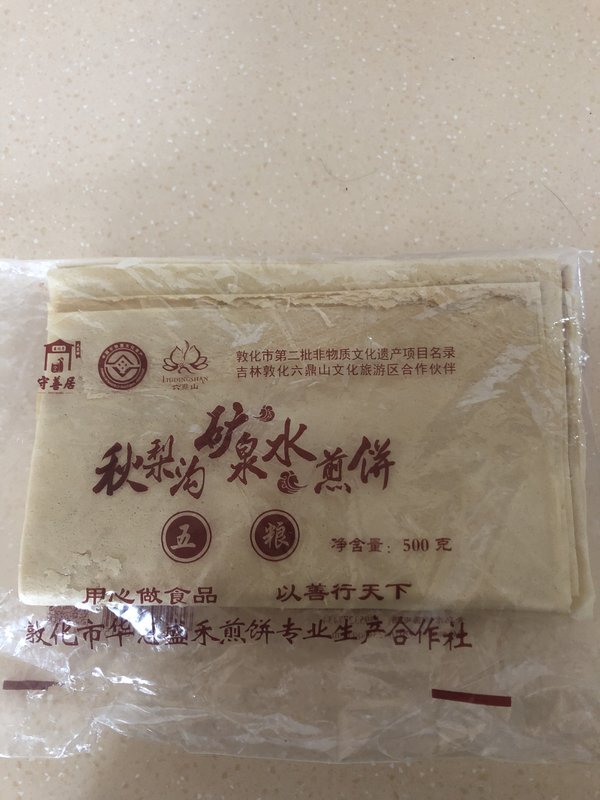 守善居
LIUDINGSHAN
六鼎山
敦化市第二批非物质文化遗产项目名录
吉林敦化六鼎山文化旅游区合作伙伴
秋梨沟矿泉水煎饼
五粮
净含量：500克
用心做食品 以善行天下
敦化市华
盛禾煎饼专业生产合作社